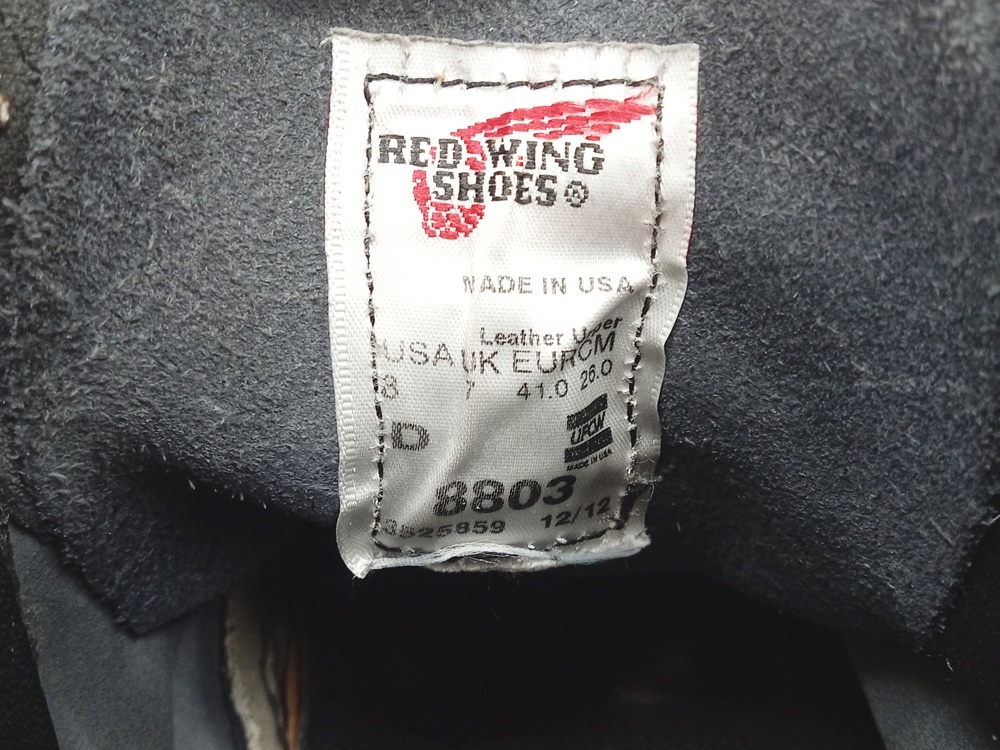 RED WING
SHOES ®
MADE IN USA
Leather Upper
USA UK EUR CM
8 7 41.0 26.0
D
UFCW
MADE IN USA
8803
3525859 12/12